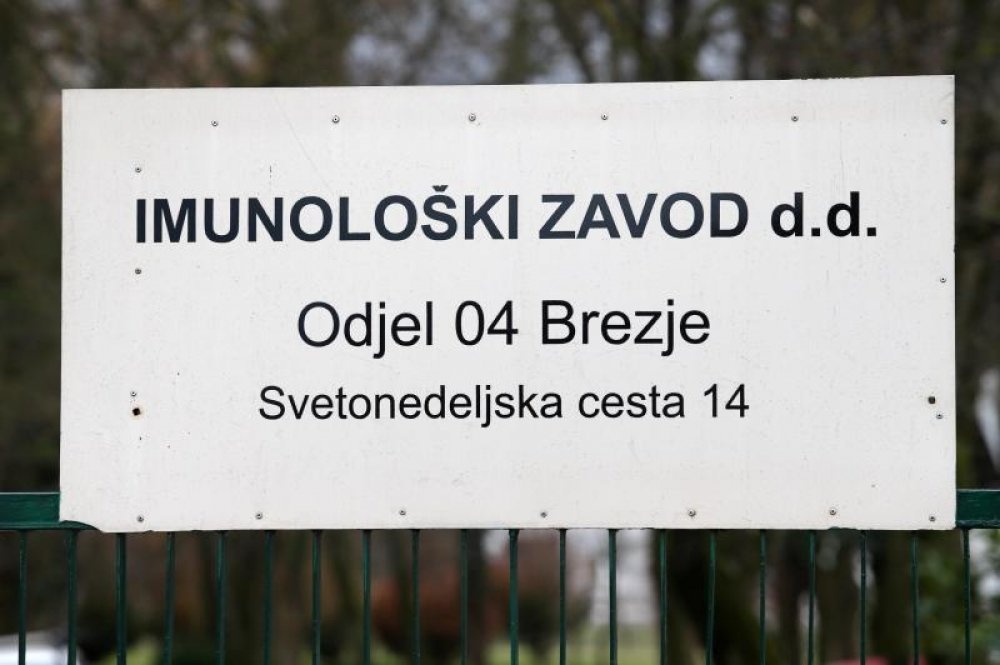 IMUNOLOŠKI ZAVOD d.d.
Odjel 04 Brezje
Svetonedeljska cesta 14